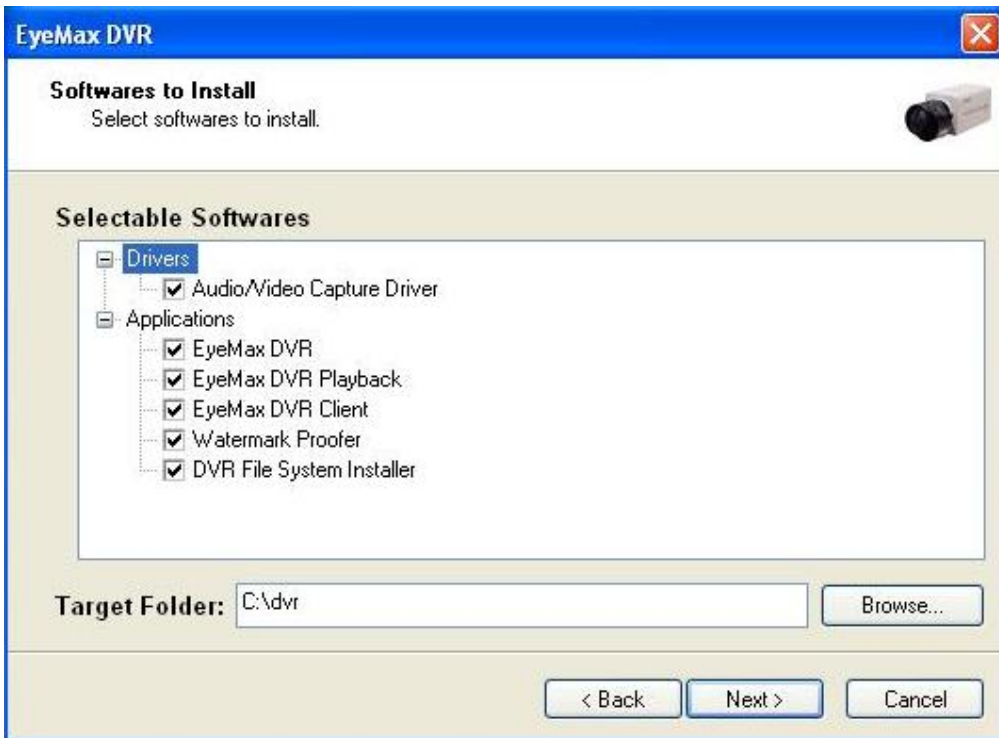 EyeMax DVR
Softwares to Install
Select softwares to install.
Selectable Softwares
Drivers
Audio/Video Capture Driver
Applications
EyeMax DVR
EyeMax DVR Playback
EyeMax DVR Client
Watermark Proofer
DVR File System Installer
Target Folder: C:\dvr Browse...
< Back Next > Cancel